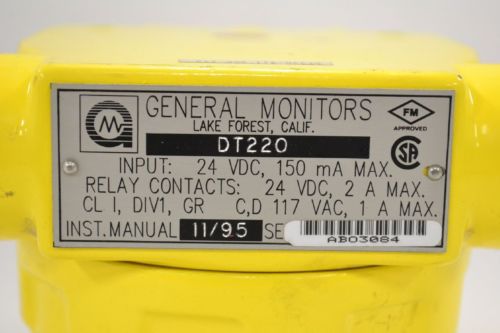 GENERAL MONITORS
LAKE FOREST, CALIF.
DT220
INPUT: 24 VDC, 150 mA MAX.
RELAY CONTACTS: 24 VDC, 2 A MAX.
CL I, DIV1, GR C,D 117 VAC, 1 A MAX.
INST. MANUAL 11/95 SE
AB03084
FM
APPROVED
SA